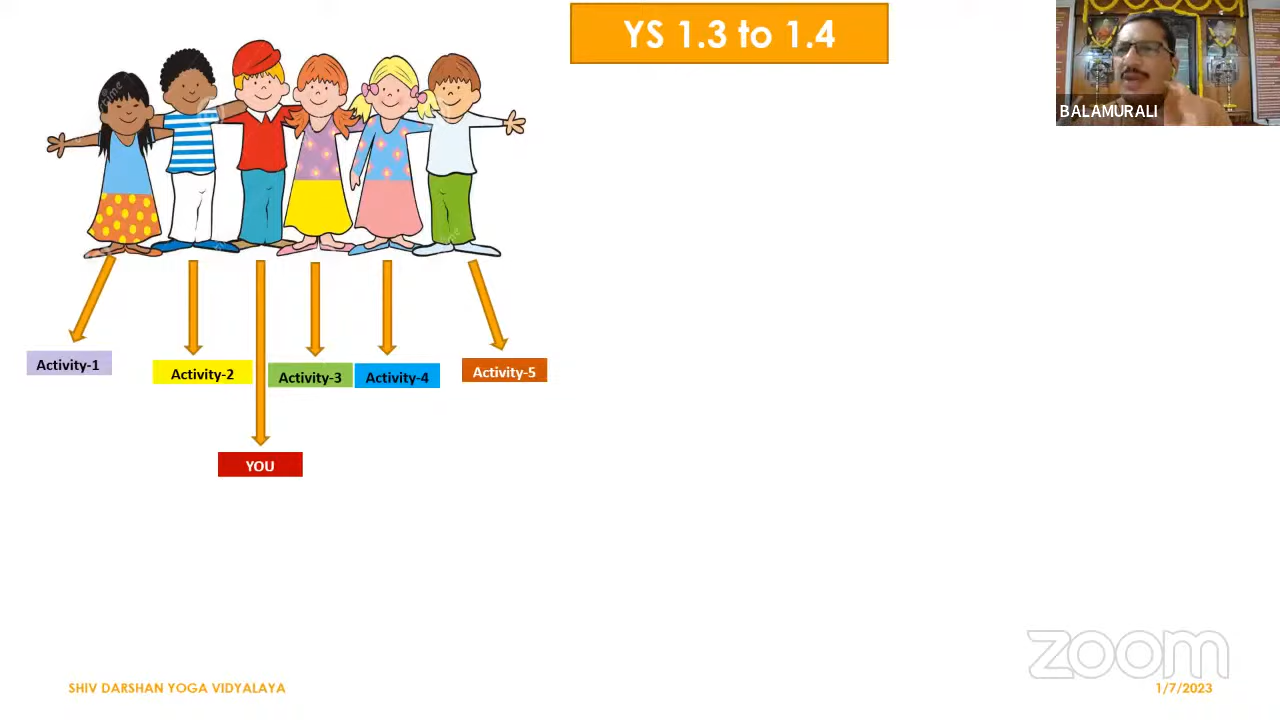 YS 1.3 to 1.4
BALAMURALI
Activity-1
Activity-2
Activity-3
Activity-4
Activity-5
YOU
zoom
SHIV DARSHAN YOGA VIDYALAYA
1/7/2023